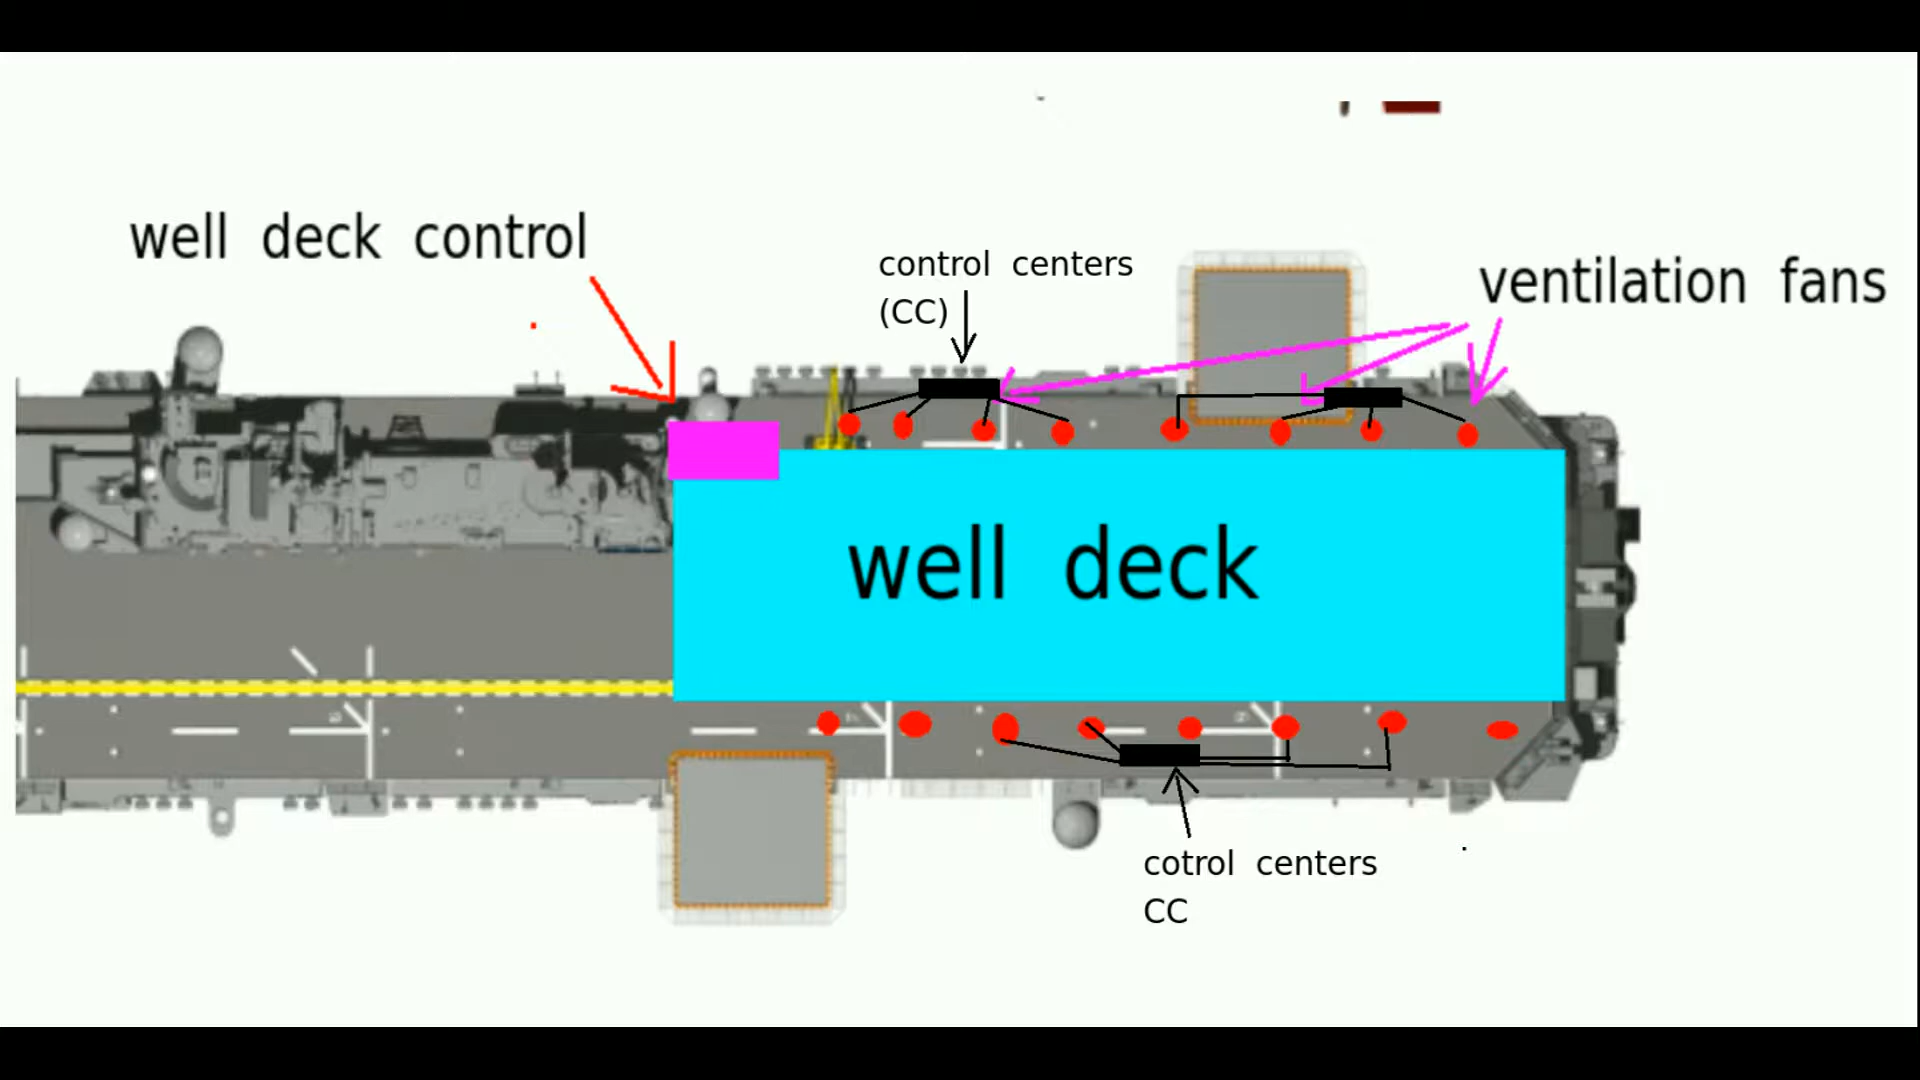 well deck control
control centers
(CC)
ventilation fans
well deck
cotrol centers
CC